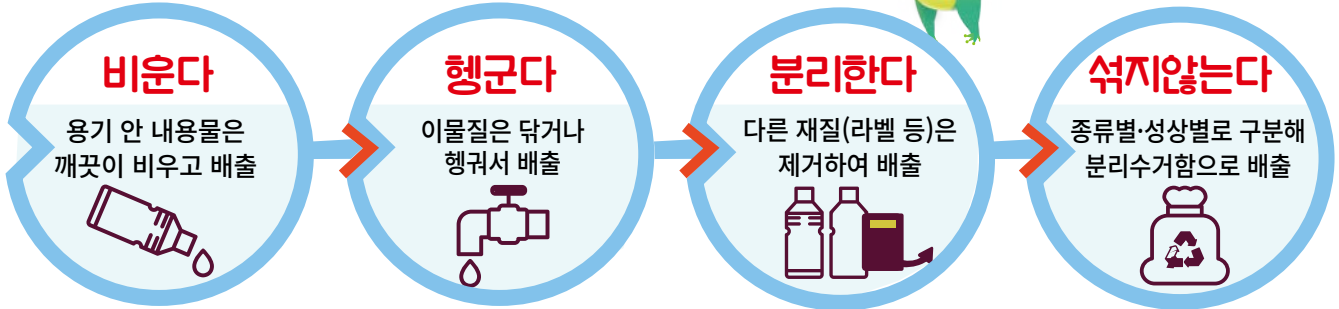 비운다
용기 안 내용물은
깨끗이 비우고 배출
헹군다
이물질은 닦거나
헹궈서 배출
분리한다
다른 재질(라벨 등)은
제거하여 배출
섞지않는다
종류별·성상별로 구분해
분리수거함으로 배출